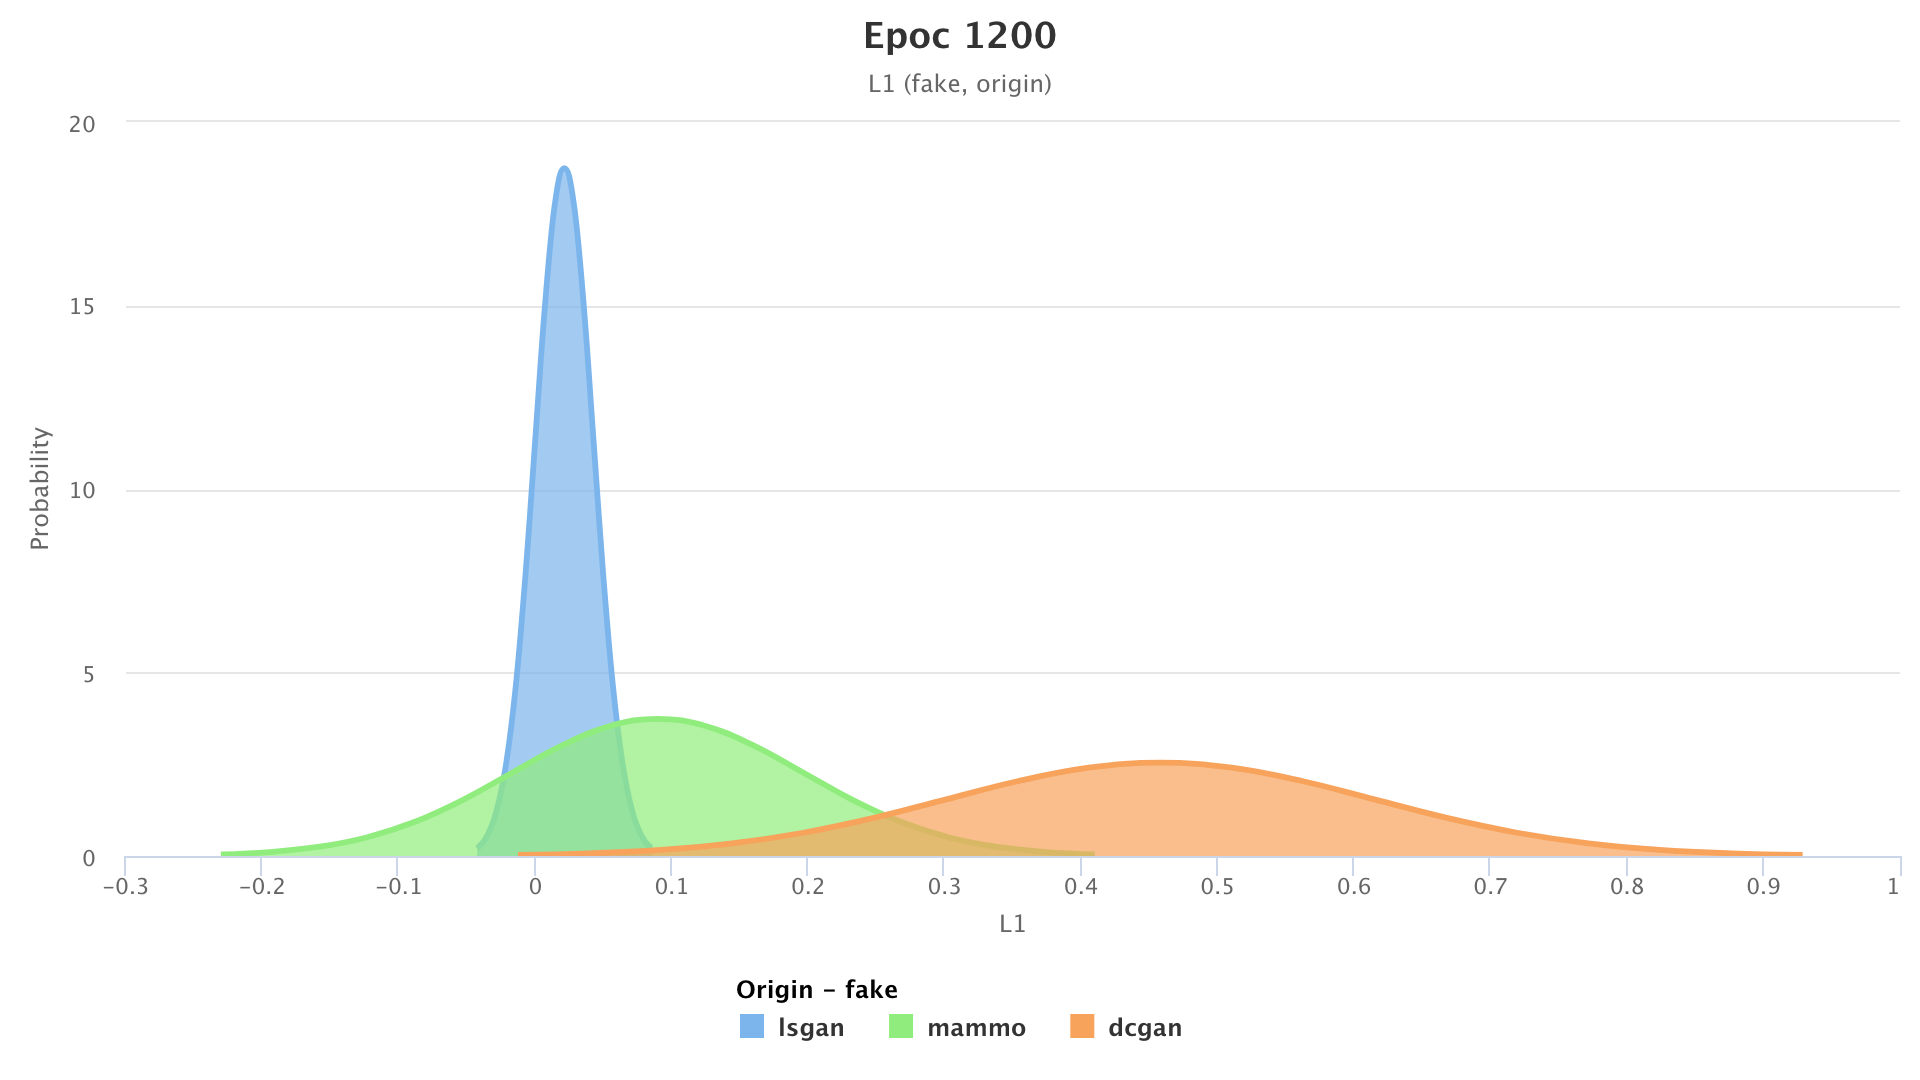 Epoc 1200
L1 (fake, origin)
20
15
10
5
0
Probability
−0.3 −0.2 −0.1 0 0.1 0.2 0.3 0.4 0.5 0.6 0.7 0.8 0.9 1
L1
Origin − fake
lsgan mammo dcgan